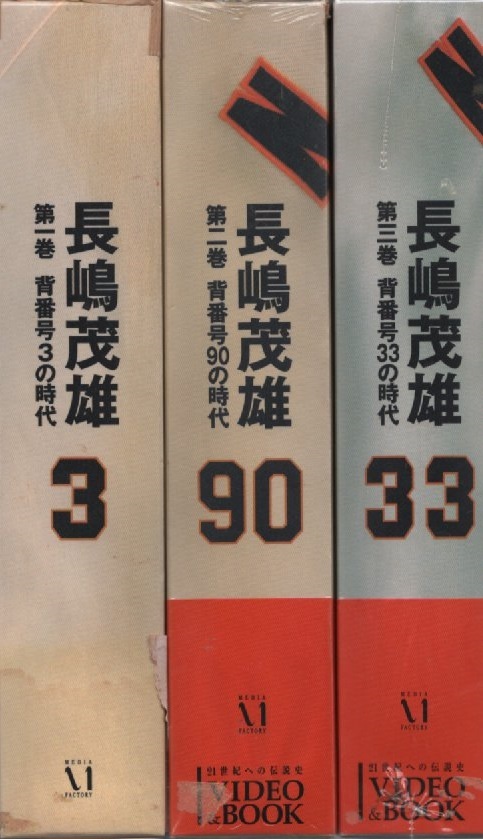 長嶋茂雄
第一巻 背番号3の時代
3
MEDIA
FACTORY
N
長嶋茂雄
第二巻 背番号90の時代
90
MEDIA
FACTORY
21世紀への伝説史
VIDEO
&BOOK
長嶋茂雄
第三巻 背番号33の時代
33
MEDIA
FACTORY
21世紀への伝説史
VIDEO
&BOOK